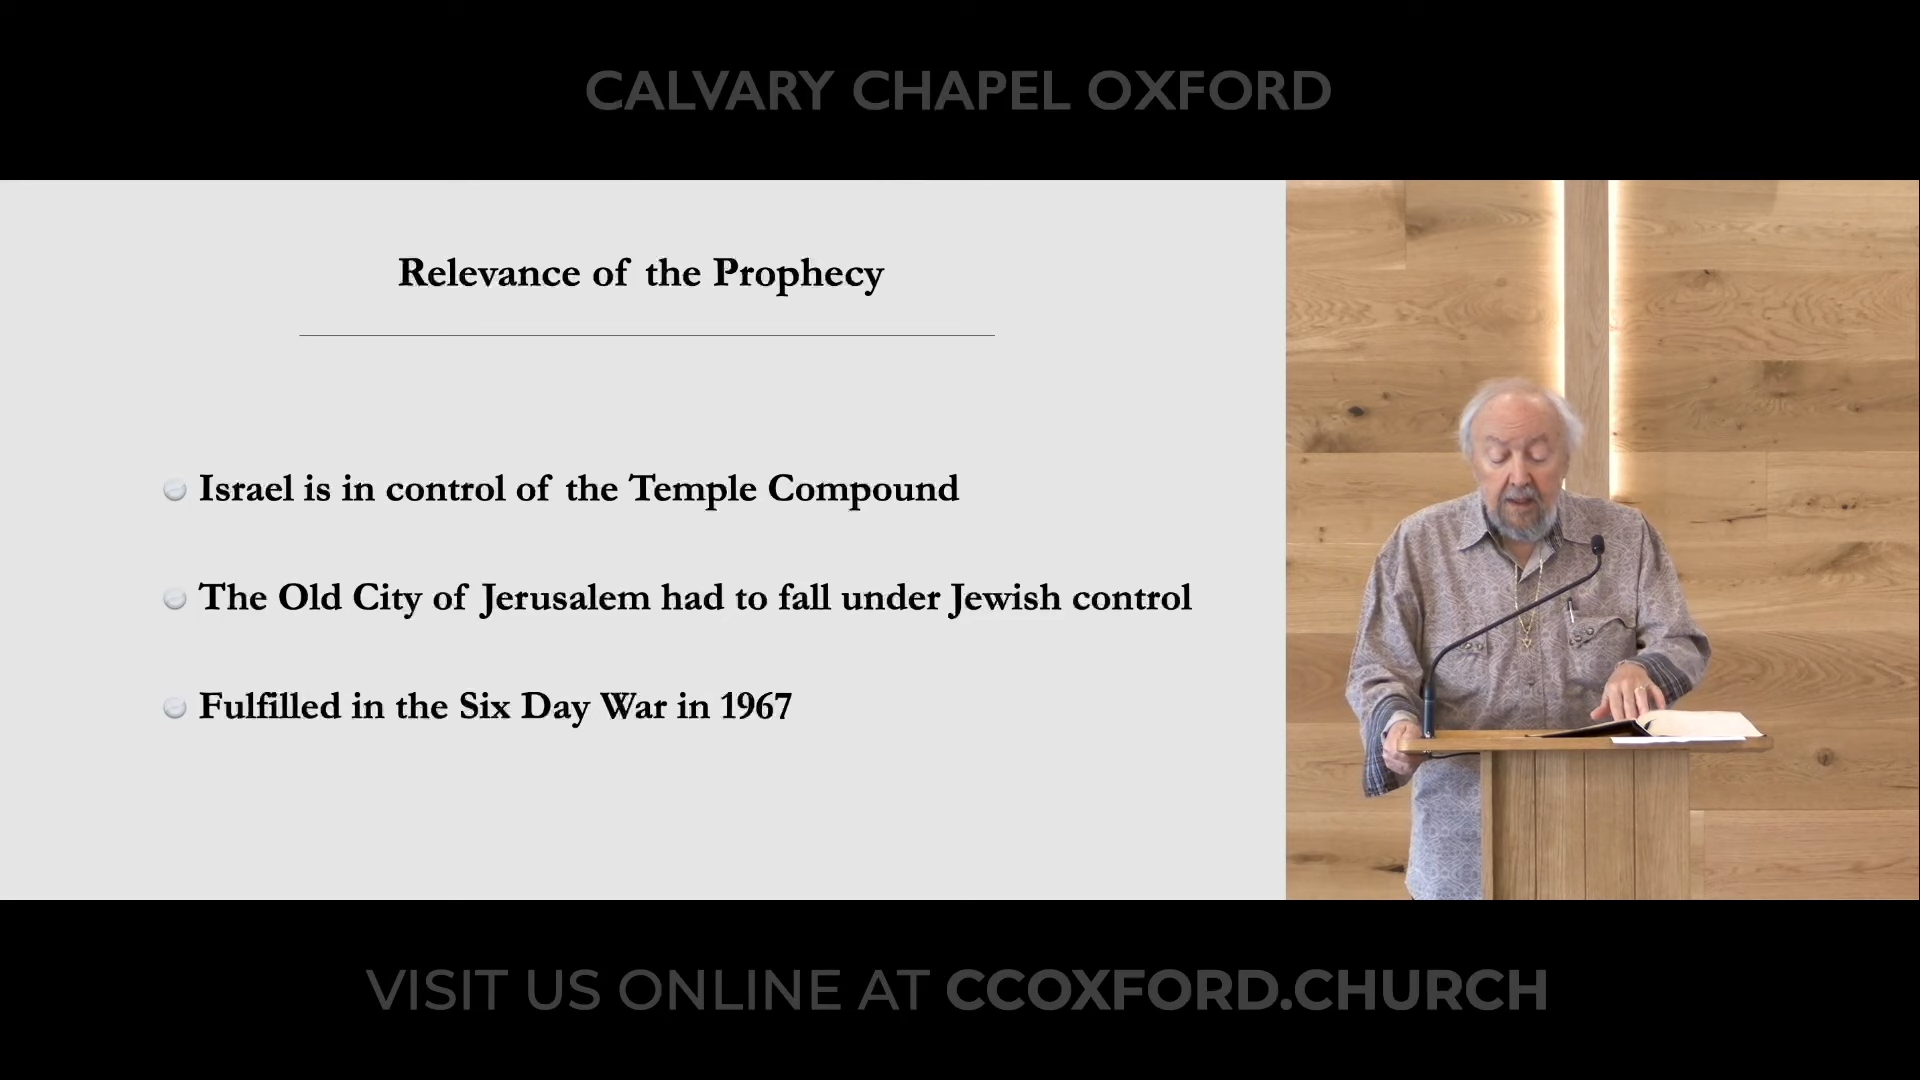 CALVARY CHAPEL OXFORD
Relevance of the Prophecy
Israel is in control of the Temple Compound
The Old City of Jerusalem had to fall under Jewish control
Fulfilled in the Six Day War in 1967
VISIT US ONLINE AT CCOXFORD.CHURCH